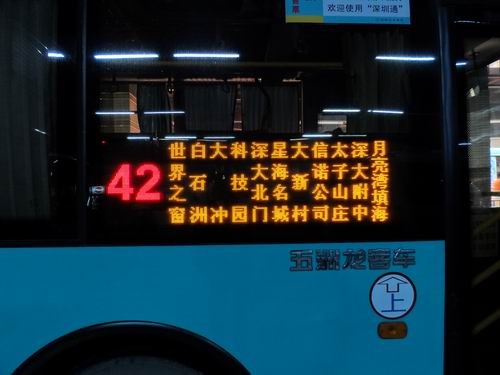 欢迎使用“深圳通”
42
世界之窗
白石洲
大冲
科技园
深大北门
星海名城
大新村
信诺公司
太子山庄
深大附中
月亮湾填海
五洲龙客车
上